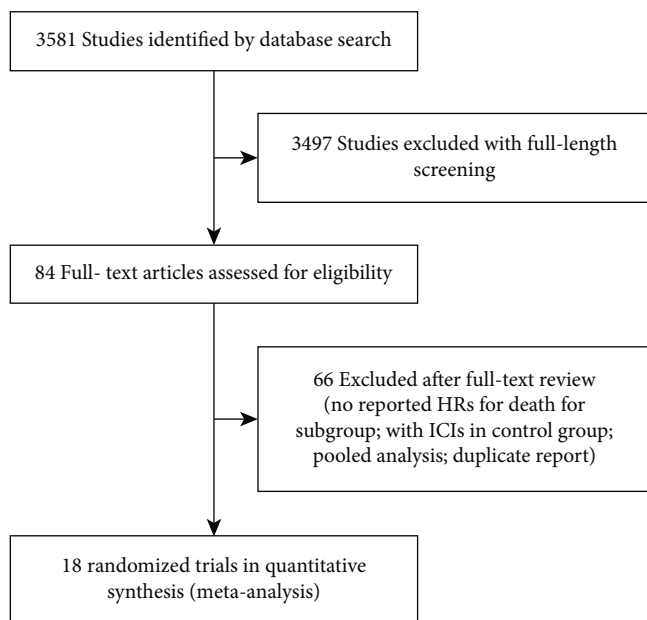 3581 Studies identified by database search
3497 Studies excluded with full-length
screening
84 Full- text articles assessed for eligibility
66 Excluded after full-text review
(no reported HRs for death for
subgroup; with ICIs in control group;
pooled analysis; duplicate report)
18 randomized trials in quantitative
synthesis (meta-analysis)